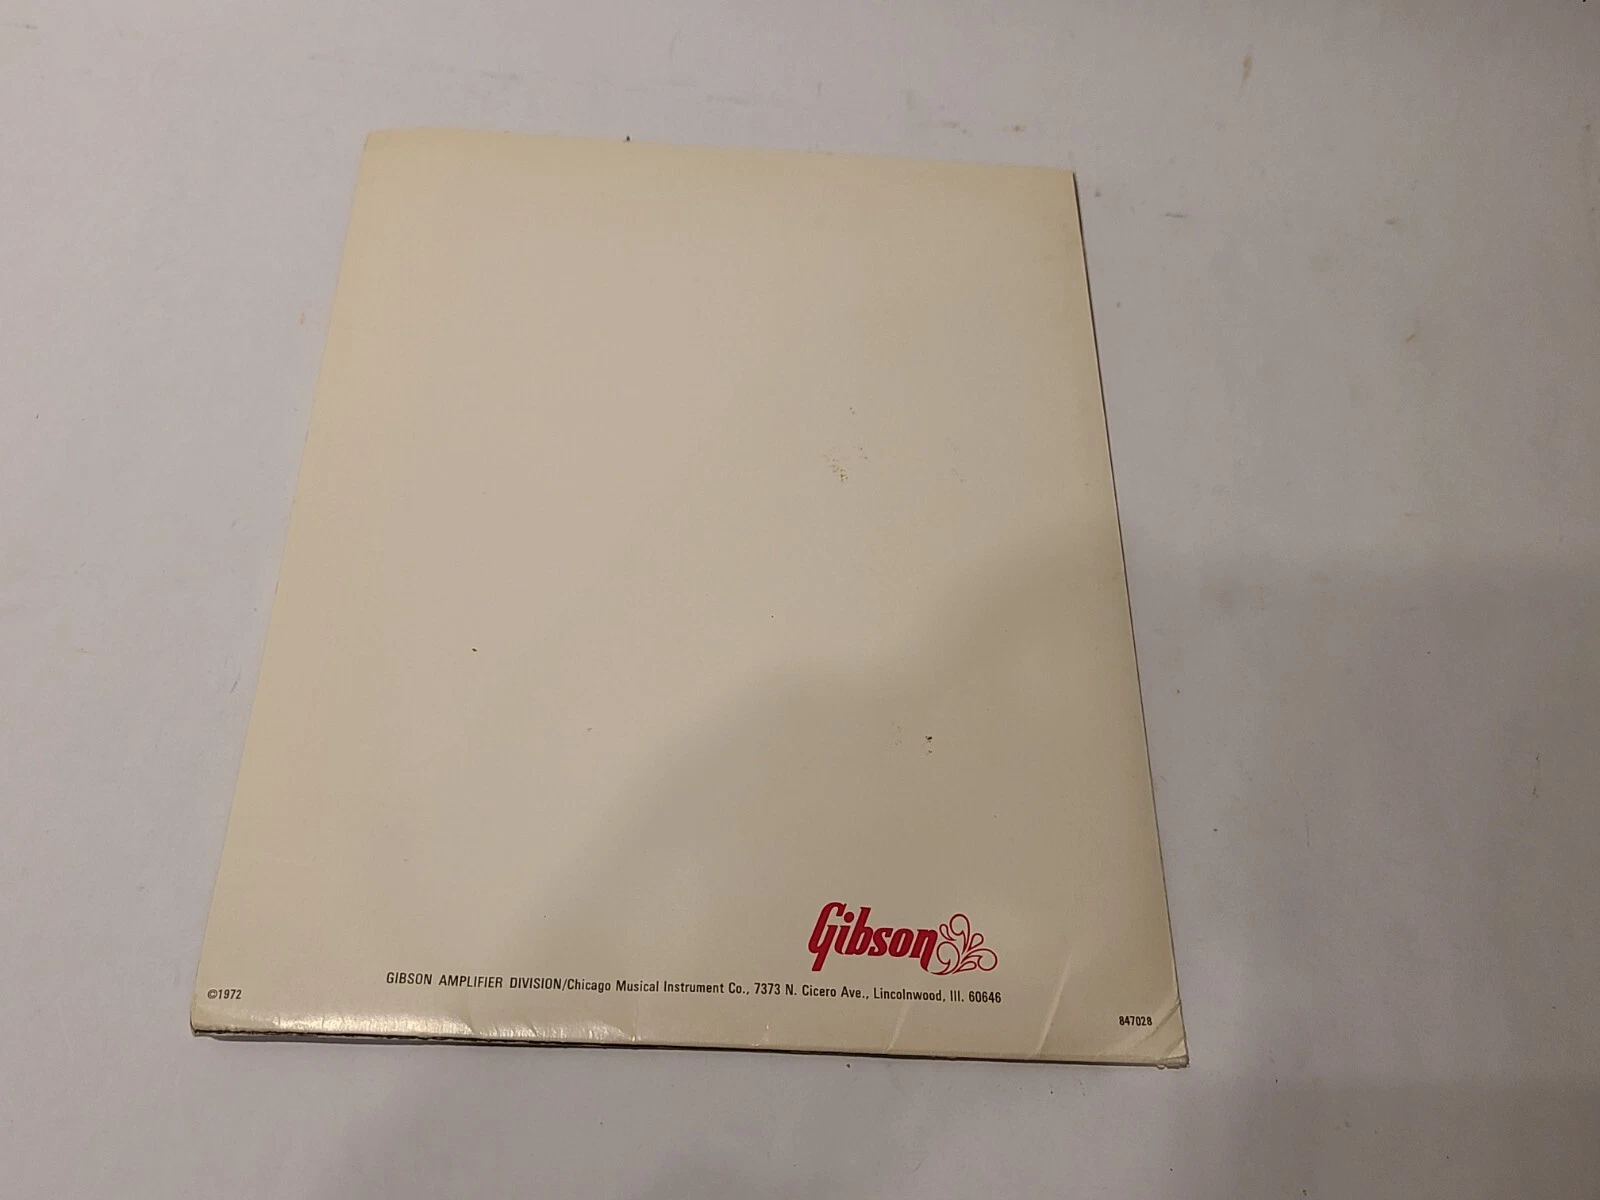 Gibson
GIBSON AMPLIFIER DIVISION/Chicago Musical Instrument Co., 7373 N. Cicero Ave., Lincolnwood, Ill. 60646
©1972
847028